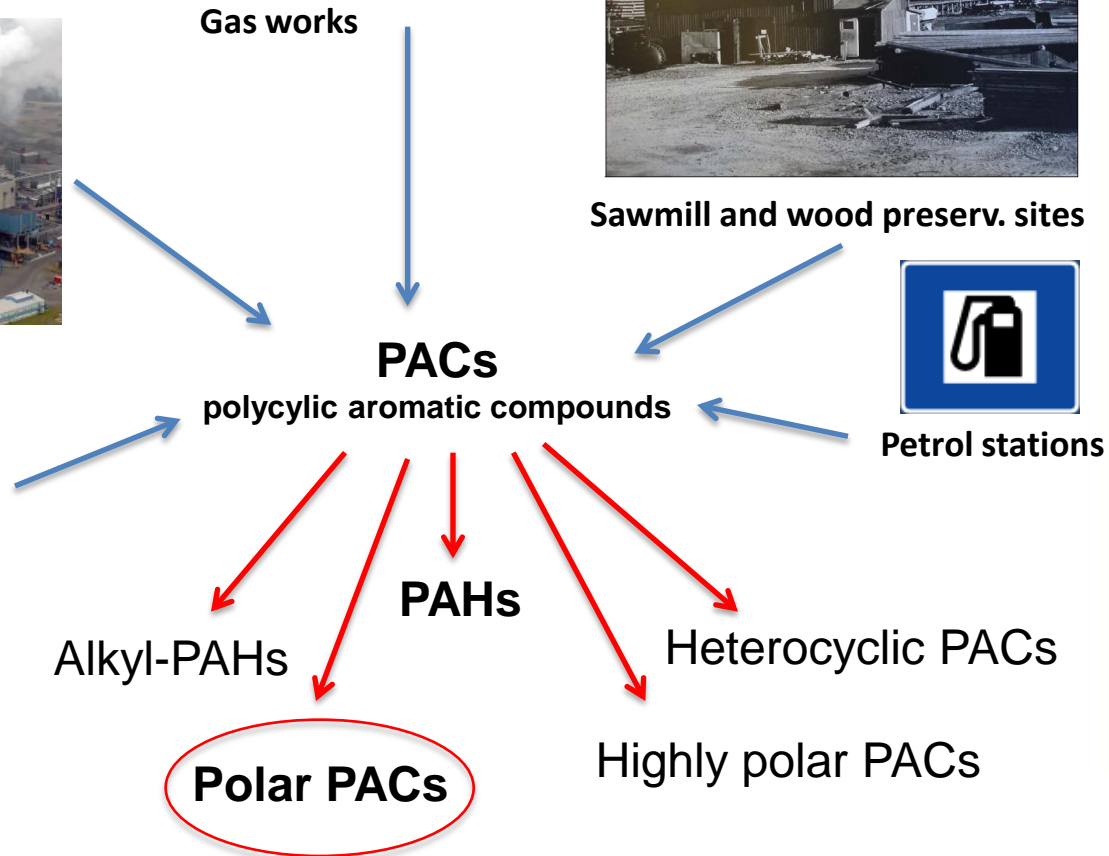 Gas works
Sawmill and wood preserv. sites
PACs
polycylic aromatic compounds
Petrol stations
PAHs
Alkyl-PAHs
Heterocyclic PACs
Highly polar PACs
Polar PACs